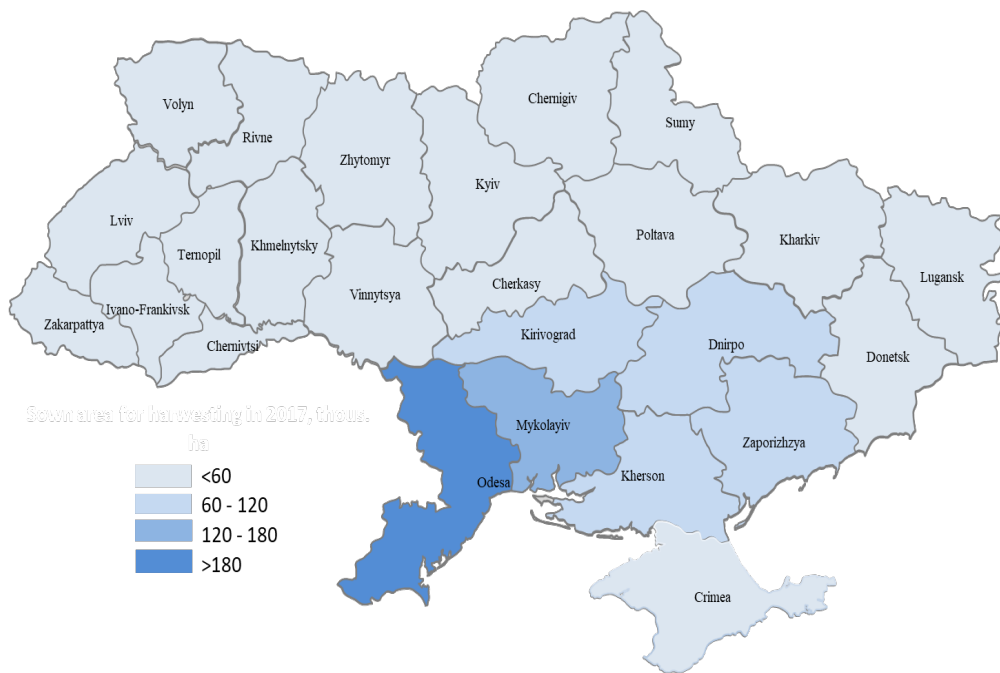 Chernigiv
Volyn
Sumy
Rivne
Zhytomyr
Kyiv
Lviv
Poltava
Kharkiv
Khmelnytsky
Ternopil
Lugansk
Cherkasy
Vinnytsya
Ivano-Frankivsk
Zakarpattya
Kirivograd
Dnirpo
Chernivtsi
Donetsk
Sown area for ha westing in 2017, thous.
ha
Mykolayiv
Zaporizhzya
<60
Kherson
Odesa
60 - 120
120 - 180
>180
Crimea